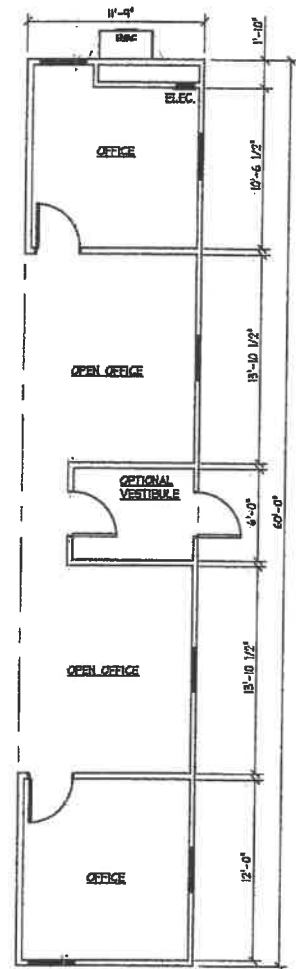 11'-9"
HVAC
1'-10"
ELEC.
OFFICE
10'-6 1/2"
OPEN OFFICE
13'-10 1/2"
OPTIONAL
VESTIBULE
6'-0"
60'-0"
OPEN OFFICE
13'-10 1/2"
OFFICE
12'-0"